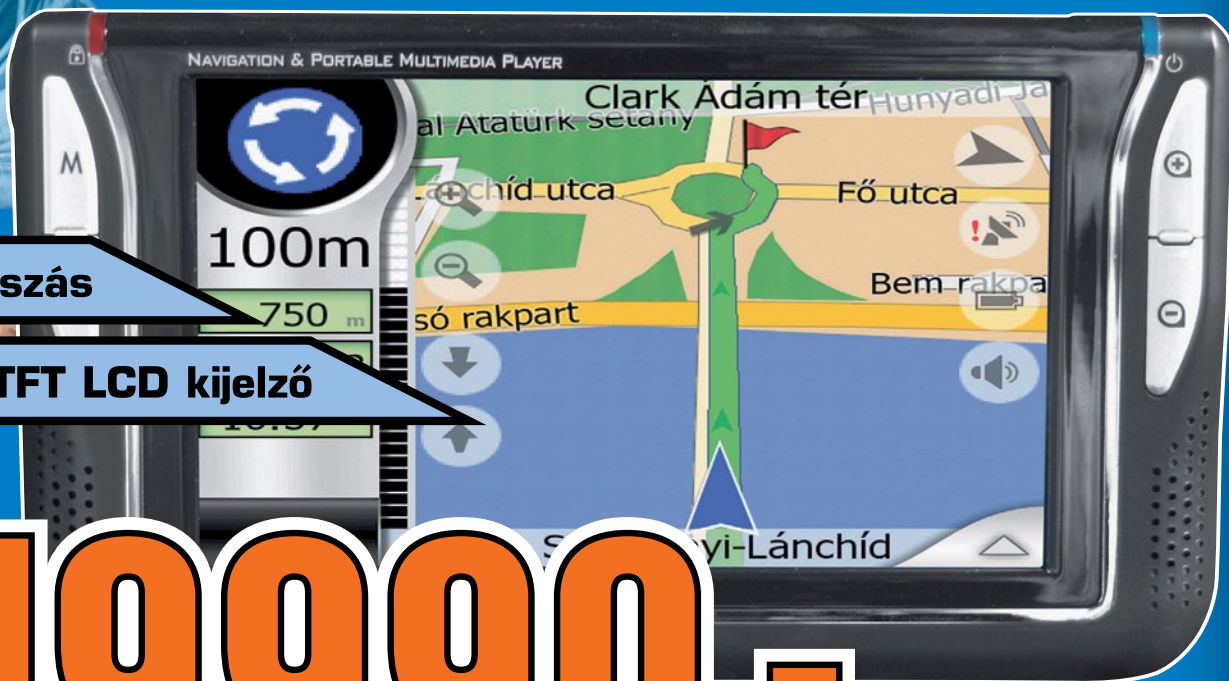 NAVIGATION & PORTABLE MULTIMEDIA PLAYER
Clark Ádám tér
Hunyadi Ja
al Atatürk sétány
M
Lánchíd utca
Fő utca
100m
Bem rakpa
szás
750 m
só rakpart
TFT LCD kijelző
yi-Lánchíd